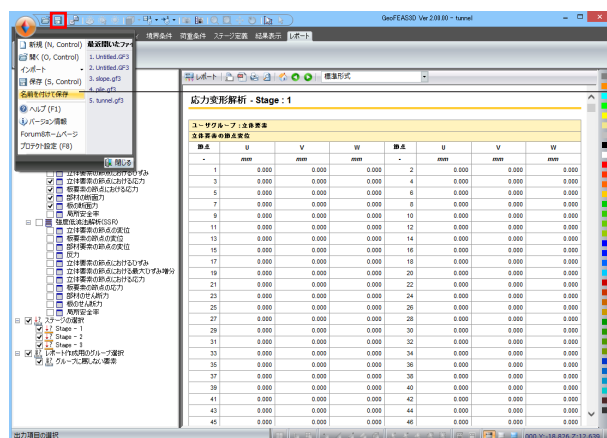 GeoFEAS3D Ver 2.00.00 - tunnel
境界条件 荷重条件 ステージ定義 結果表示 レポート
新規 (N, Control)
開く (O, Control)
インポート
保存 (S, Control)
名前を付けて保存
ヘルプ (F1)
バージョン情報
Forum8ホームページ
プロテクト設定 (F8)
最近開いたファイ
1. Untitled.GF3
2. Untitled.GF3
3. slope.gf3
4. pile.gf3
5. tunnel.gf3
閉じる
立体要素の節点におけるひずみ
立体要素の節点における応力
板要素の節点における応力
部材の断面力
板の断面力
局所安全率
強度低減法解析(SSR)
立体要素の節点の変位
板要素の節点の変位
部材要素の節点の変位
反力
立体要素の節点におけるひずみ
立体要素の節点における最大ひずみ増分
立体要素の節点における応力
板要素の節点の応力
部材のせん断力
板のせん断力
局所安全率
ステージの選択
Stage - 1
Stage - 2
Stage - 3
レポート作成用のグループ選択
グループに属しない要素
レポート 標準形式
応力変形解析 - Stage : 1
ユーザグループ : 立体要素
立体要素の節点変位
節点 U V W 節点 U V W
- mm mm mm - mm mm mm
1 0.000 0.000 0.000 2 0.000 0.000 0.000
3 0.000 0.000 0.000 4 0.000 0.000 0.000
5 0.000 0.000 0.000 6 0.000 0.000 0.000
7 0.000 0.000 0.000 8 0.000 0.000 0.000
9 0.000 0.000 0.000 10 0.000 0.000 0.000
11 0.000 0.000 0.000 12 0.000 0.000 0.000
13 0.000 0.000 0.000 14 0.000 0.000 0.000
15 0.000 0.000 0.000 16 0.000 0.000 0.000
17 0.000 0.000 0.000 18 0.000 0.000 0.000
19 0.000 0.000 0.000 20 0.000 0.000 0.000
21 0.000 0.000 0.000 22 0.000 0.000 0.000
23 0.000 0.000 0.000 24 0.000 0.000 0.000
25 0.000 0.000 0.000 26 0.000 0.000 0.000
27 0.000 0.000 0.000 28 0.000 0.000 0.000
29 0.000 0.000 0.000 30 0.000 0.000 0.000
31 0.000 0.000 0.000 32 0.000 0.000 0.000
33 0.000 0.000 0.000 34 0.000 0.000 0.000
35 0.000 0.000 0.000 36 0.000 0.000 0.000
37 0.000 0.000 0.000 38 0.000 0.000 0.000
39 0.000 0.000 0.000 40 0.000 0.000 0.000
41 0.000 0.000 0.000 42 0.000 0.000 0.000
43 0.000 0.000 0.000 44 0.000 0.000 0.000
45 0.000 0.000 0.000 46 0.000 0.000 0.000
出力項目の選択